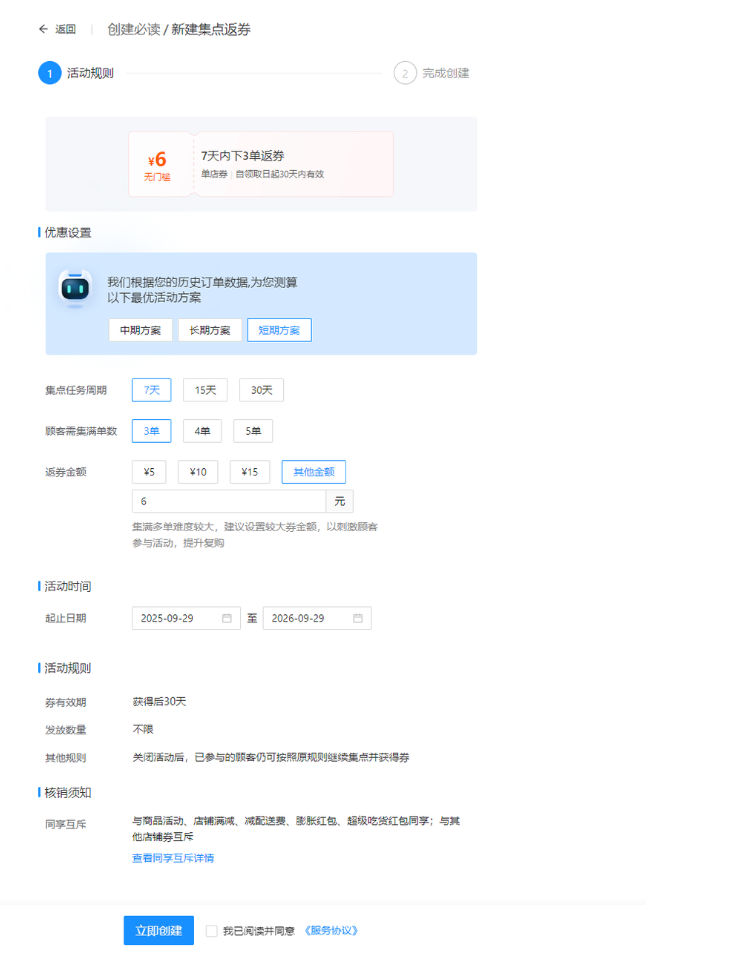 ← 返回 | 创建必读 / 新建集点返券
1 活动规则 2 完成创建
¥6
无门槛
7天内下3单返券
单店券 | 自领取日起30天内有效
优惠设置
我们根据您的历史订单数据,为您测算
以下最优活动方案
中期方案 长期方案 短期方案
集点任务周期 7天 15天 30天
顾客需集满单数 3单 4单 5单
返券金额 ¥5 ¥10 ¥15 其他金额
6 元
集满多单难度较大，建议设置较大券金额，以刺激顾客
参与活动，提升复购
活动时间
起止日期 2025-09-29 至 2026-09-29
活动规则
券有效期 获得后30天
发放数量 不限
其他规则 关闭活动后，已参与的顾客仍可按照原规则继续集点并获得券
核销须知
同享互斥 与商品活动、店铺满减、减配送费、膨胀红包、超级吃货红包同享；与其
他店铺券互斥
查看同享互斥详情
立即创建 我已阅读并同意 《服务协议》